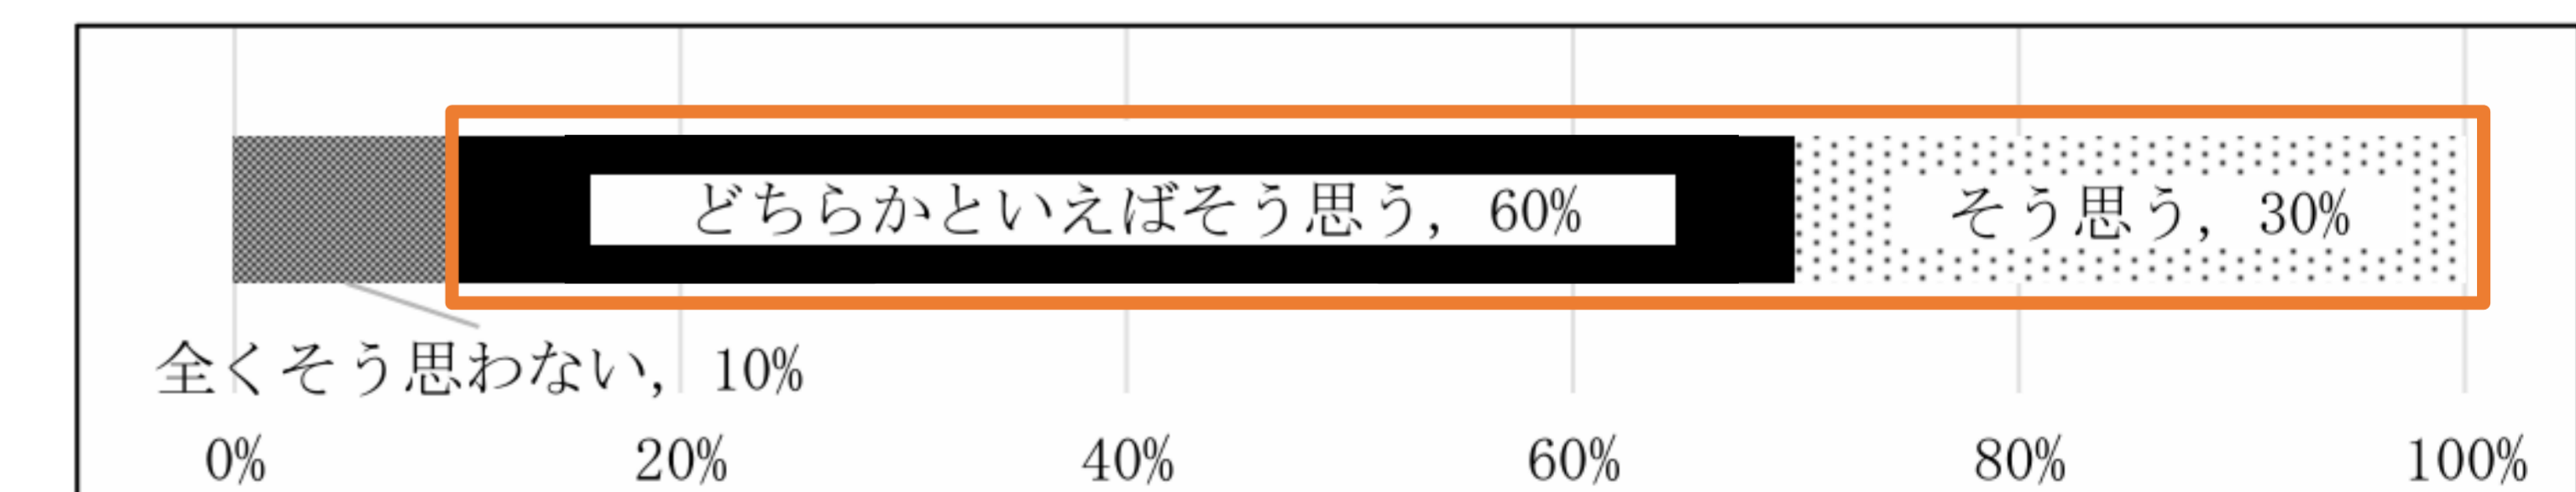 どちらかといえばそう思う, 60%
そう思う, 30%
全くそう思わない, 10%
0% 20% 40% 60% 80% 100%